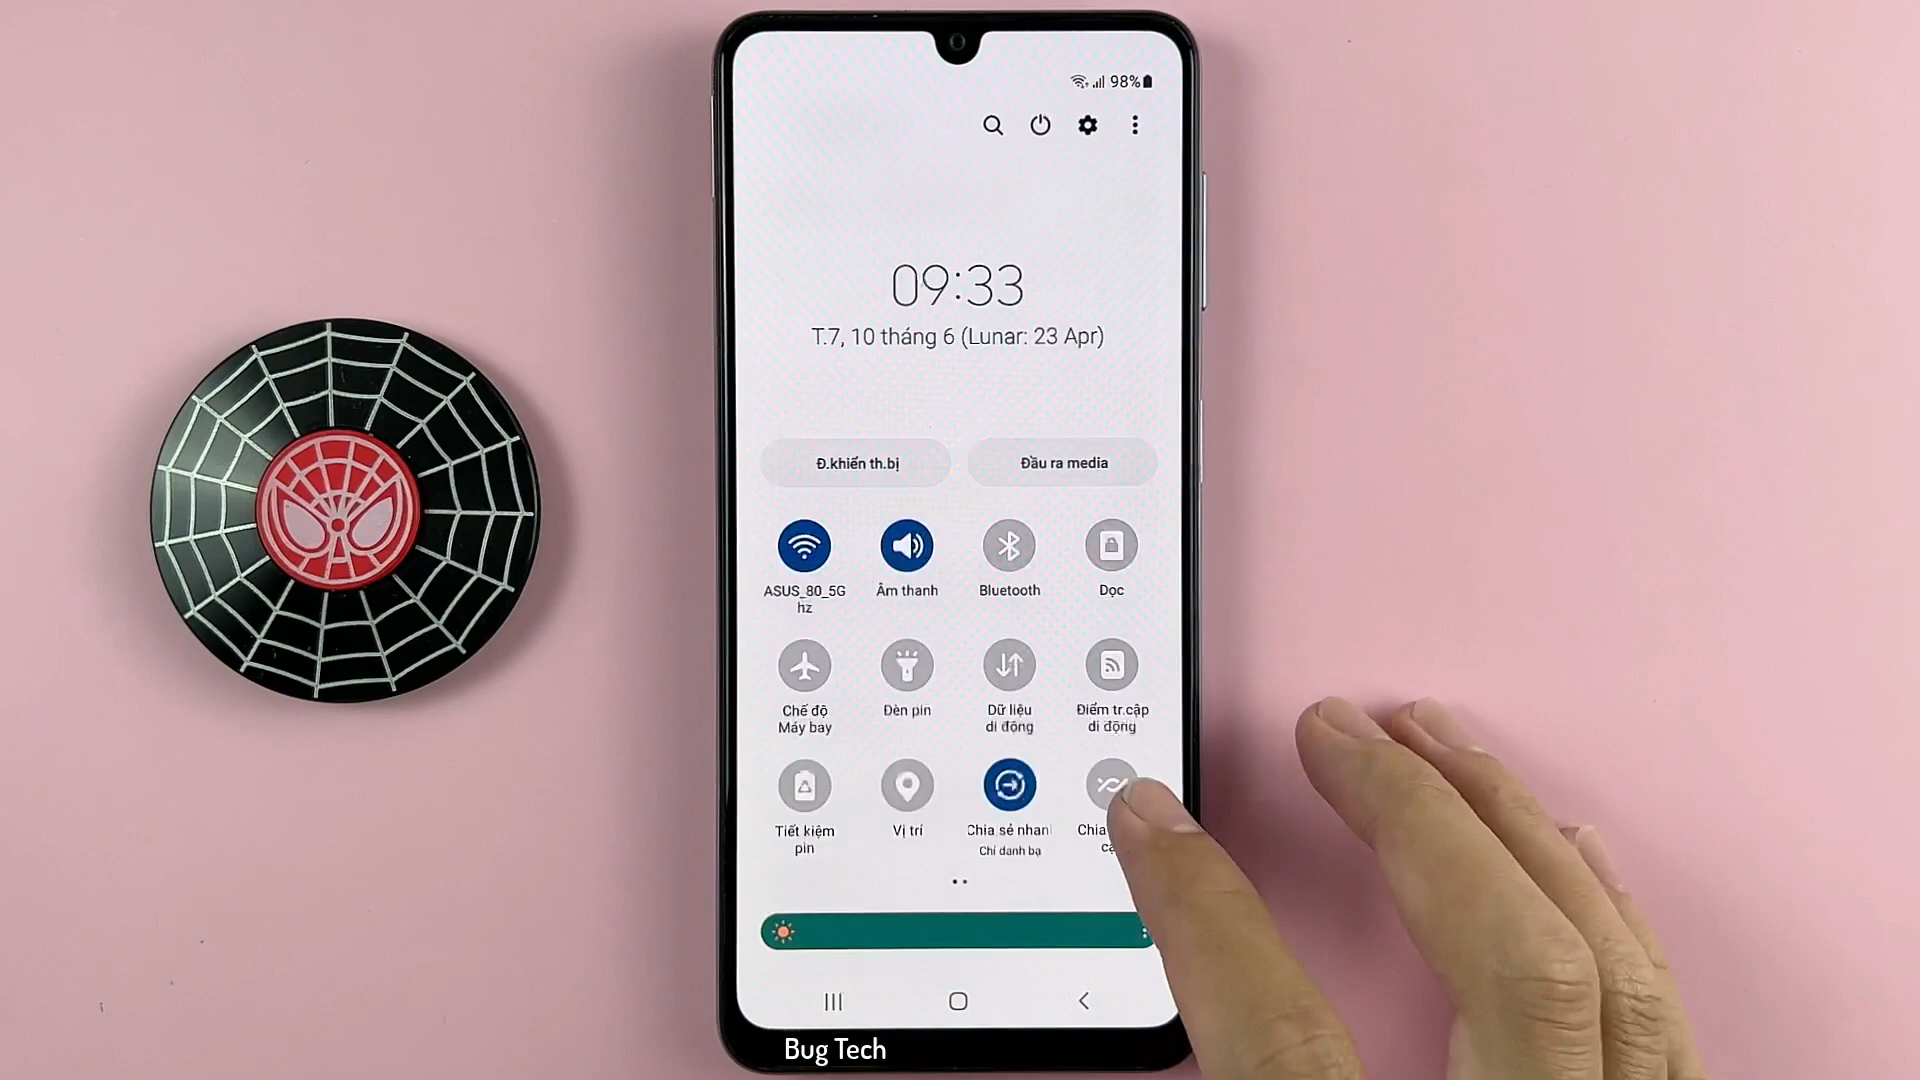 98%
09:33
T.7, 10 tháng 6 (Lunar: 23 Apr)
Đ.khiển th.bị
Đầu ra media
ASUS_80_5G
hz
Âm thanh
Bluetooth
Dọc
Chế độ
Máy bay
Đèn pin
Dữ liệu
di động
Điểm tr.cập
di động
Tiết kiệm
pin
Vị trí
Chia sẻ nhanh
Chỉ danh bạ
Chia
Bug Tech